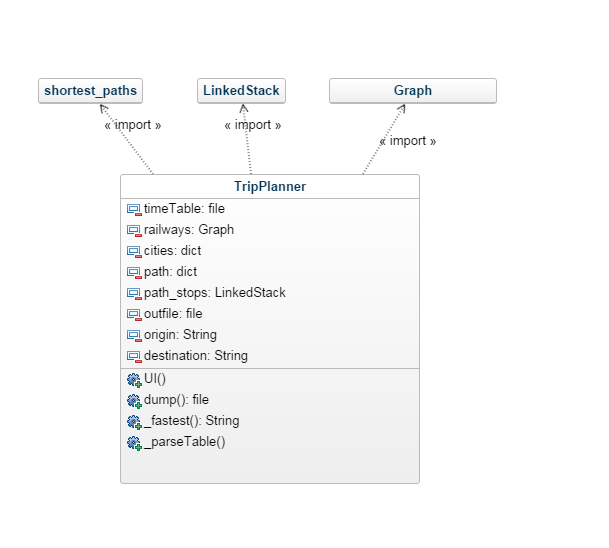 shortest_paths
LinkedStack
Graph
« import »
« import »
« import »
TripPlanner
timeTable: file
railways: Graph
cities: dict
path: dict
path_stops: LinkedStack
outfile: file
origin: String
destination: String
UI()
dump(): file
_fastest(): String
_parseTable()